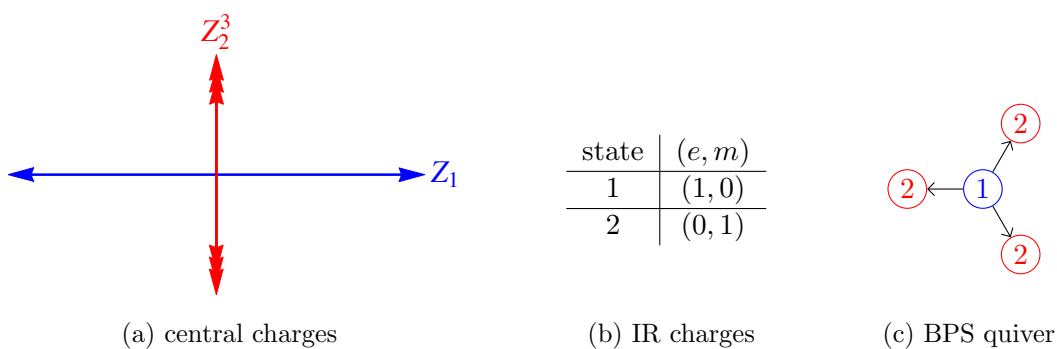 Z_2^3
Z_1
state (e, m)
1 (1, 0)
2 (0, 1)
2
2 1
2
(a) central charges
(b) IR charges
(c) BPS quiver